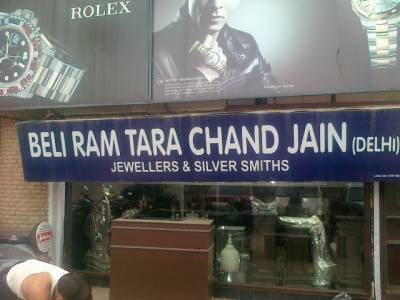 ROLEX
BELI RAM TARA CHAND JAIN (DELHI)
JEWELLERS & SILVER SMITHS